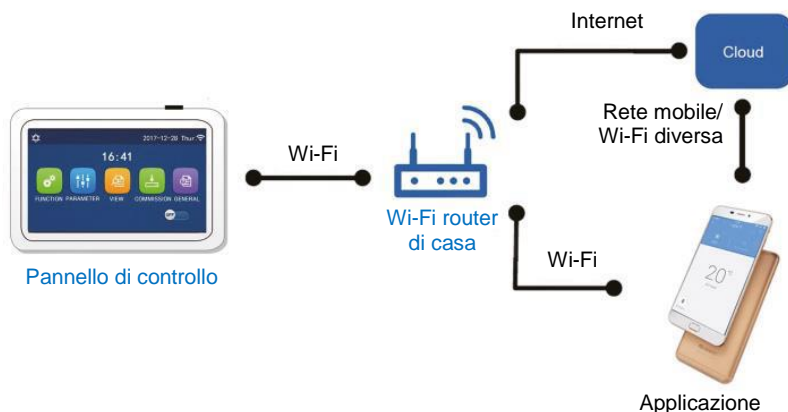 Internet
Cloud
Rete mobile/
Wi-Fi diversa
2017-12-28 Thur.
16:41
Wi-Fi
FUNCTION PARAMETER VIEW COMMISSION GENERAL
OFF
Wi-Fi router
di casa
Pannello di controllo
Wi-Fi
20°
Applicazione